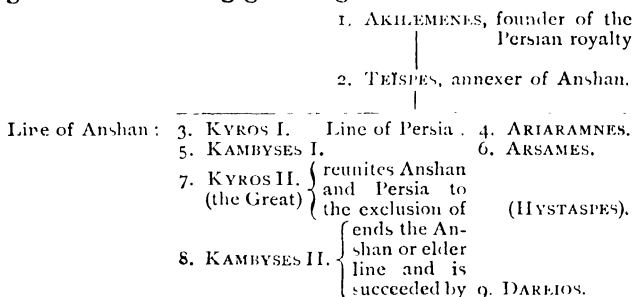 1. AKHÆMENES, founder of the
Persian royalty
2. TEÏSPES, annexer of Anshan.
Line of Anshan: 3. KYROS I. Line of Persia. 4. ARIARAMNES.
5. KAMBYSES I. 6. ARSAMES.
7. KYROS II. { reunites Anshan
(the Great) and Persia to
the exclusion of (HYSTASPES).
8. KAMBYSES II. { ends the An-
shan or elder
line and is
succeeded by 9. DAREIOS.